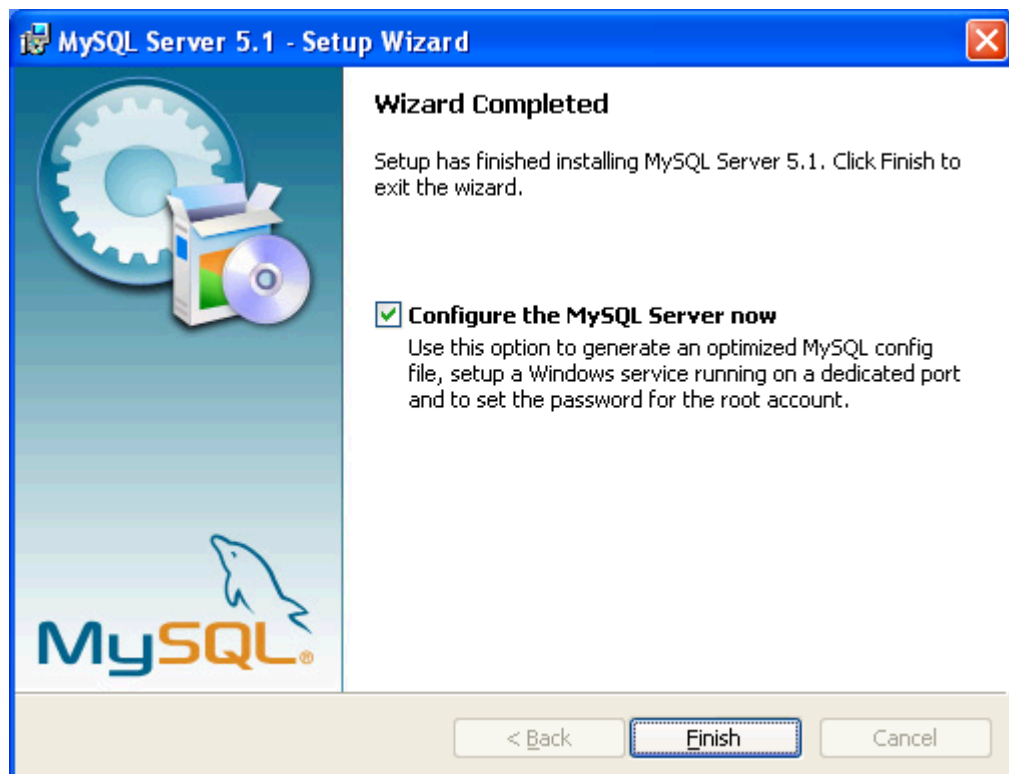 MySQL Server 5.1 - Setup Wizard
Wizard Completed
Setup has finished installing MySQL Server 5.1. Click Finish to
exit the wizard.
Configure the MySQL Server now
Use this option to generate an optimized MySQL config
file, setup a Windows service running on a dedicated port
and to set the password for the root account.
MySQL®
< Back
Finish
Cancel